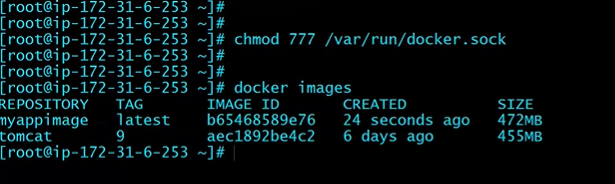 [root@ip-172-31-6-253 ~]#
[root@ip-172-31-6-253 ~]#
[root@ip-172-31-6-253 ~]# chmod 777 /var/run/docker.sock
[root@ip-172-31-6-253 ~]#
[root@ip-172-31-6-253 ~]#
[root@ip-172-31-6-253 ~]# docker images
REPOSITORY TAG IMAGE ID CREATED SIZE
myappimage latest b65468589e76 24 seconds ago 472MB
tomcat 9 aec1892be4c2 6 days ago 455MB
[root@ip-172-31-6-253 ~]#